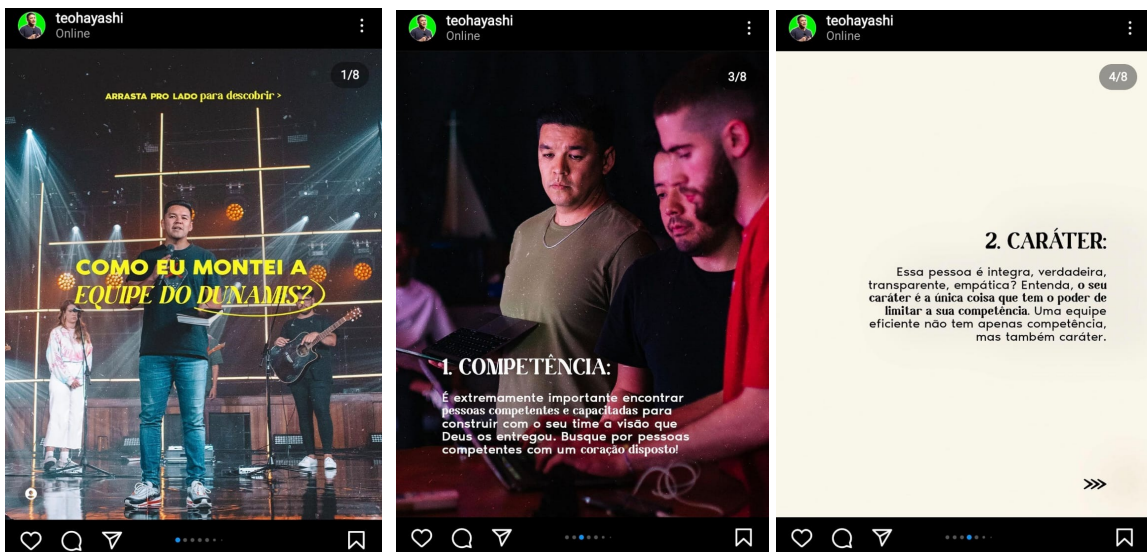 teohayashi
Online
1/8
ARRASTA PRO LADO para descobrir >
COMO EU MONTEI A
EQUIPE DO DUNAMIS?
teohayashi
Online
3/8
1. COMPETÊNCIA:
É extremamente importante encontrar
pessoas competentes e capacitadas para
construir com o seu time a visão que
Deus os entregou. Busque por pessoas
competentes com um coração disposto!
teohayashi
Online
4/8
2. CARÁTER:
Essa pessoa é integra, verdadeira,
transparente, empática? Entenda, o seu
caráter é a única coisa que tem o poder de
limitar a sua competência. Uma equipe
eficiente não tem apenas competência,
mas também caráter.
>>>